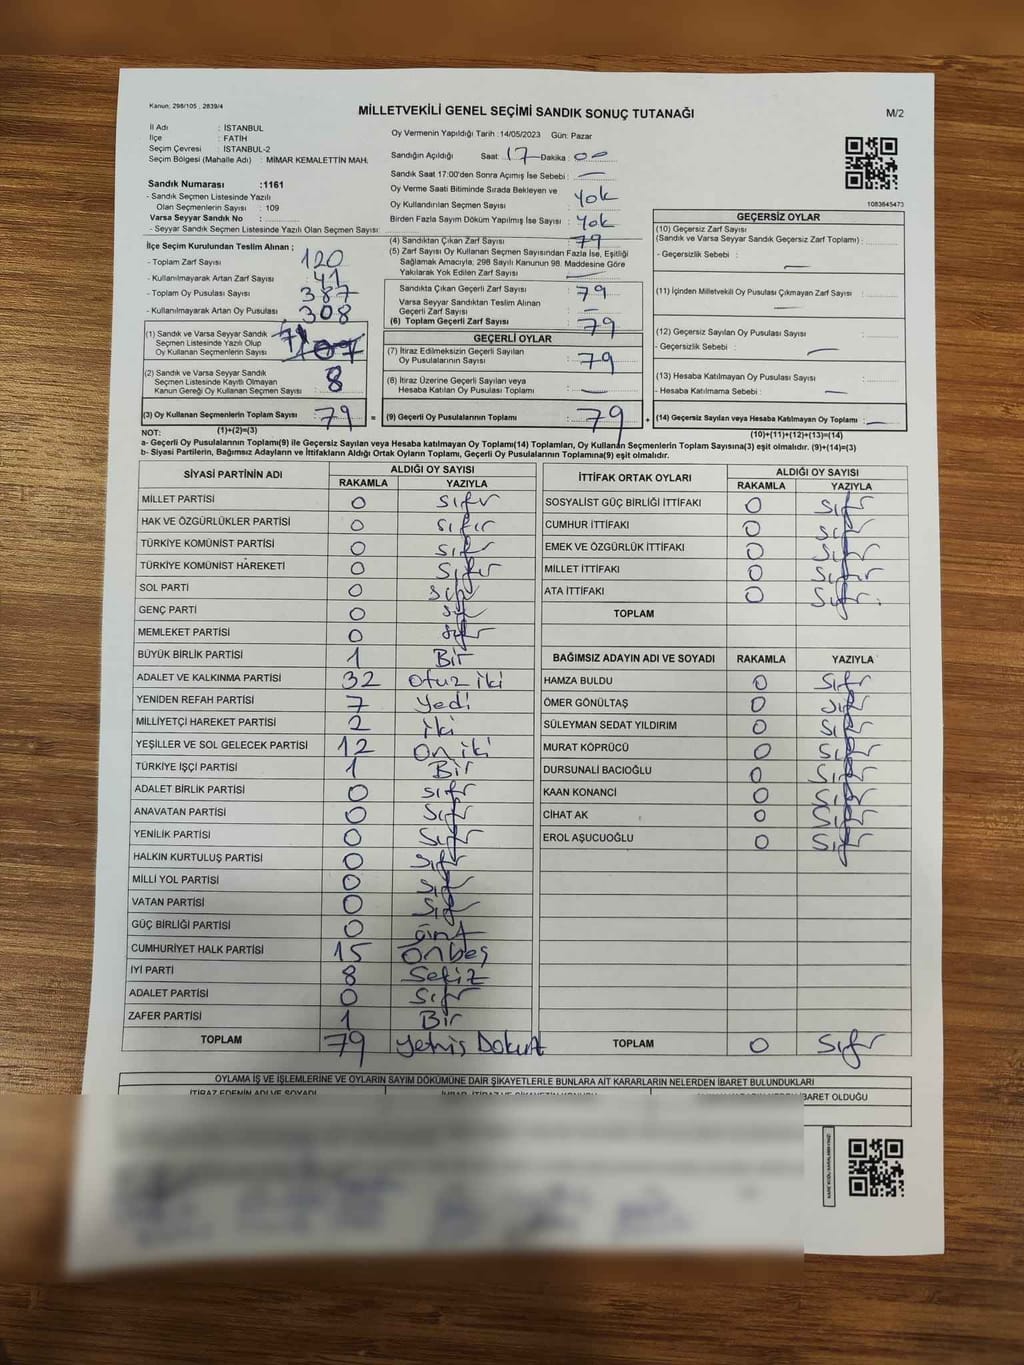 Kanun; 298/105 , 2839/4
MİLLETVEKİLİ GENEL SEÇİMİ SANDIK SONUÇ TUTANAĞI
M/2
İl Adı : İSTANBUL
İlçe : FATİH
Seçim Çevresi : İSTANBUL-2
Seçim Bölgesi (Mahalle Adı) : MİMAR KEMALETTİN MAH.
Oy Vermenin Yapıldığı Tarih :14/05/2023 Gün: Pazar
Sandığın Açıldığı Saat: 17 Dakika : 00
Sandık Saat 17:00'den Sonra Açımış İse Sebebi : —
Oy Verme Saati Bitiminde Sırada Bekleyen ve
Oy Kullandırılan Seçmen Sayısı : Yok
Birden Fazla Sayım Döküm Yapılmış İse Sayısı : Yok
1083645473
Sandık Numarası :1161
- Sandık Seçmen Listesinde Yazılı
Olan Seçmenlerin Sayısı : 109
Varsa Seyyar Sandık No :
- Seyyar Sandık Seçmen Listesinde Yazılı Olan Seçmen Sayısı:
İlçe Seçim Kurulundan Teslim Alınan ;
- Toplam Zarf Sayısı : 120
- Kullanılmayarak Artan Zarf Sayısı : 41
- Toplam Oy Pusulası Sayısı : 387
- Kullanılmayarak Artan Oy Pusulası : 308
(1) Sandık ve Varsa Seyyar Sandık
Seçmen Listesinde Yazılı Olup
Oy Kullanan Seçmenlerin Sayısı
(2) Sandık ve Varsa Seyyar Sandık
Seçmen Listesinde Kayıtlı Olmayan
Kanun Gereği Oy Kullanan Seçmen Sayısı : 8
(3) Oy Kullanan Seçmenlerin Toplam Sayısı : 79
(1)+(2)=(3)
(4) Sandıktan Çıkan Zarf Sayısı : 79
(5) Zarf Sayısı Oy Kullanan Seçmen Sayısından Fazla İse, Eşitliği
Sağlamak Amacıyla; 298 Sayılı Kanunun 98. Maddesine Göre
Yakılarak Yok Edilen Zarf Sayısı : —
Sandıkta Çıkan Geçerli Zarf Sayısı : 79
Varsa Seyyar Sandıktan Teslim Alınan
Geçerli Zarf Sayısı : —
(6) Toplam Geçerli Zarf Sayısı : 79
GEÇERLİ OYLAR
(7) İtiraz Edilmeksizin Geçerli Sayılan
Oy Pusulalarının Sayısı : 79
(8) İtiraz Üzerine Geçerli Sayılan veya
Hesaba Katılan Oy Pusulası Toplamı : —
= (9) Geçerli Oy Pusulalarının Toplamı : 79
GEÇERSİZ OYLAR
(10) Geçersiz Zarf Sayısı
(Sandık ve Varsa Seyyar Sandık Geçersiz Zarf Toplamı) :
- Geçersizlik Sebebi : —
(11) İçinden Milletvekili Oy Pusulası Çıkmayan Zarf Sayısı :
—
(12) Geçersiz Sayılan Oy Pusulası Sayısı :
- Geçersizlik Sebebi : —
(13) Hesaba Katılmayan Oy Pusulası Sayısı :
- Hesaba Katılmama Sebebi : —
+ (14) Geçersiz Sayılan veya Hesaba Katılmayan Oy Toplamı : —
(10)+(11)+(12)+(13)=(14)
NOT:
a- Geçerli Oy Pusulalarının Toplamı(9) ile Geçersiz Sayılan veya Hesaba katılmayan Oy Toplamı(14) Toplamları, Oy Kullanan Seçmenlerin Toplam Sayısına(3) eşit olmalıdır. (9)+(14)=(3)
b- Siyasi Partilerin, Bağımsız Adayların ve İttifakların Aldığı Ortak Oyların Toplamı, Geçerli Oy Pusulalarının Toplamına(9) eşit olmalıdır.
SİYASİ PARTİNİN ADI ALDIĞI OY SAYISI
RAKAMLA YAZIYLA
MİLLET PARTİSİ 0 Sıfır
HAK VE ÖZGÜRLÜKLER PARTİSİ 0 Sıfır
TÜRKİYE KOMÜNİST PARTİSİ 0 Sıfır
TÜRKİYE KOMÜNİST HAREKETİ 0 Sıfır
SOL PARTİ 0 Sıfır
GENÇ PARTİ 0 Sıfır
MEMLEKET PARTİSİ 0 Sıfır
BÜYÜK BİRLİK PARTİSİ 1 Bir
ADALET VE KALKINMA PARTİSİ 32 Otuz iki
YENİDEN REFAH PARTİSİ 7 Yedi
MİLLİYETÇİ HAREKET PARTİSİ 2 iki
YEŞİLLER VE SOL GELECEK PARTİSİ 12 On iki
TÜRKİYE İŞÇİ PARTİSİ 1 Bir
ADALET BİRLİK PARTİSİ 0 Sıfır
ANAVATAN PARTİSİ 0 Sıfır
YENİLİK PARTİSİ 0 Sıfır
HALKIN KURTULUŞ PARTİSİ 0 Sıfır
MİLLİ YOL PARTİSİ 0 Sıfır
VATAN PARTİSİ 0 Sıfır
GÜÇ BİRLİĞİ PARTİSİ 0
CUMHURİYET HALK PARTİSİ 15 Onbeş
İYİ PARTİ 8 Sekiz
ADALET PARTİSİ 0 Sıfır
ZAFER PARTİSİ 1 Bir
TOPLAM 79 Yetmiş Dokuz
İTTİFAK ORTAK OYLARI ALDIĞI OY SAYISI
RAKAMLA YAZIYLA
SOSYALİST GÜÇ BİRLİĞİ İTTİFAKI 0 Sıfır
CUMHUR İTTİFAKI 0 Sıfır
EMEK VE ÖZGÜRLÜK İTTİFAKI 0 Sıfır
MİLLET İTTİFAKI 0 Sıfır
ATA İTTİFAKI 0 Sıfır.
TOPLAM
BAĞIMSIZ ADAYIN ADI VE SOYADI RAKAMLA YAZIYLA
HAMZA BULDU 0 Sıfır
ÖMER GÖNÜLTAŞ 0 Sıfır
SÜLEYMAN SEDAT YILDIRIM 0 Sıfır
MURAT KÖPRÜCÜ 0 Sıfır
DURSUNALİ BACIOĞLU 0 Sıfır
KAAN KONANCİ 0 Sıfır
CİHAT AK 0 Sıfır
EROL AŞUCUOĞLU 0 Sıfır
TOPLAM 0 Sıfır
OYLAMA İŞ VE İŞLEMLERİNE VE OYLARIN SAYIM DÖKÜMÜNE DAİR ŞİKAYETLERLE BUNLARA AİT KARARLARIN NELERDEN İBARET BULUNDUKLARI
İTİRAZ EDENİN ADI VE SOYADI
İBARET OLDUĞU